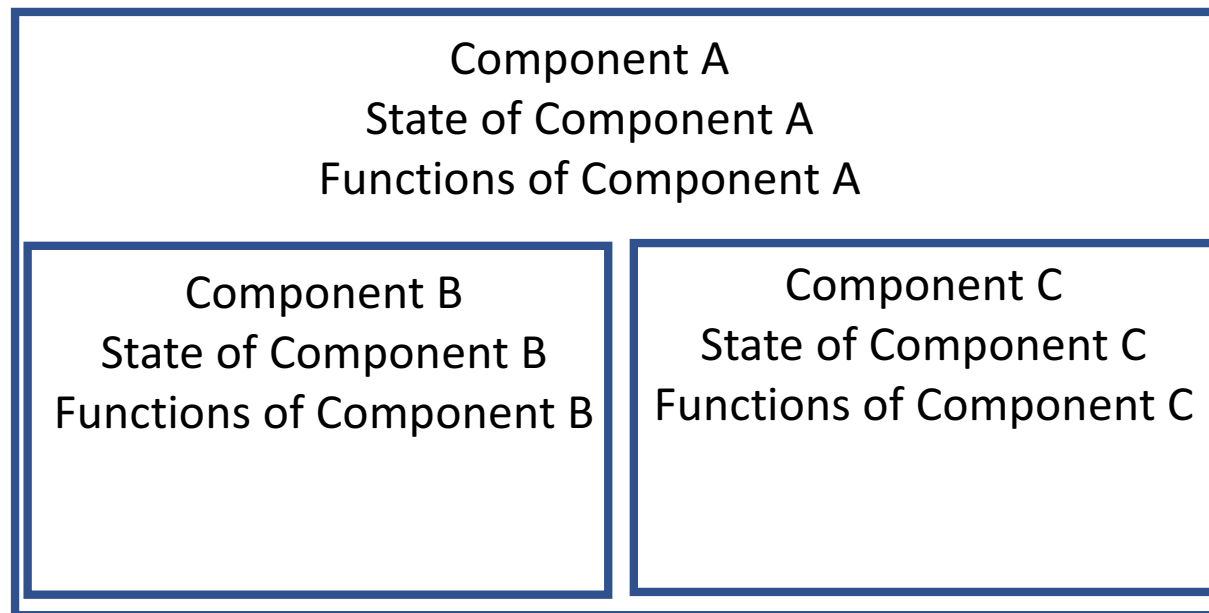 Component A
State of Component A
Functions of Component A
Component B
State of Component B
Functions of Component B
Component C
State of Component C
Functions of Component C